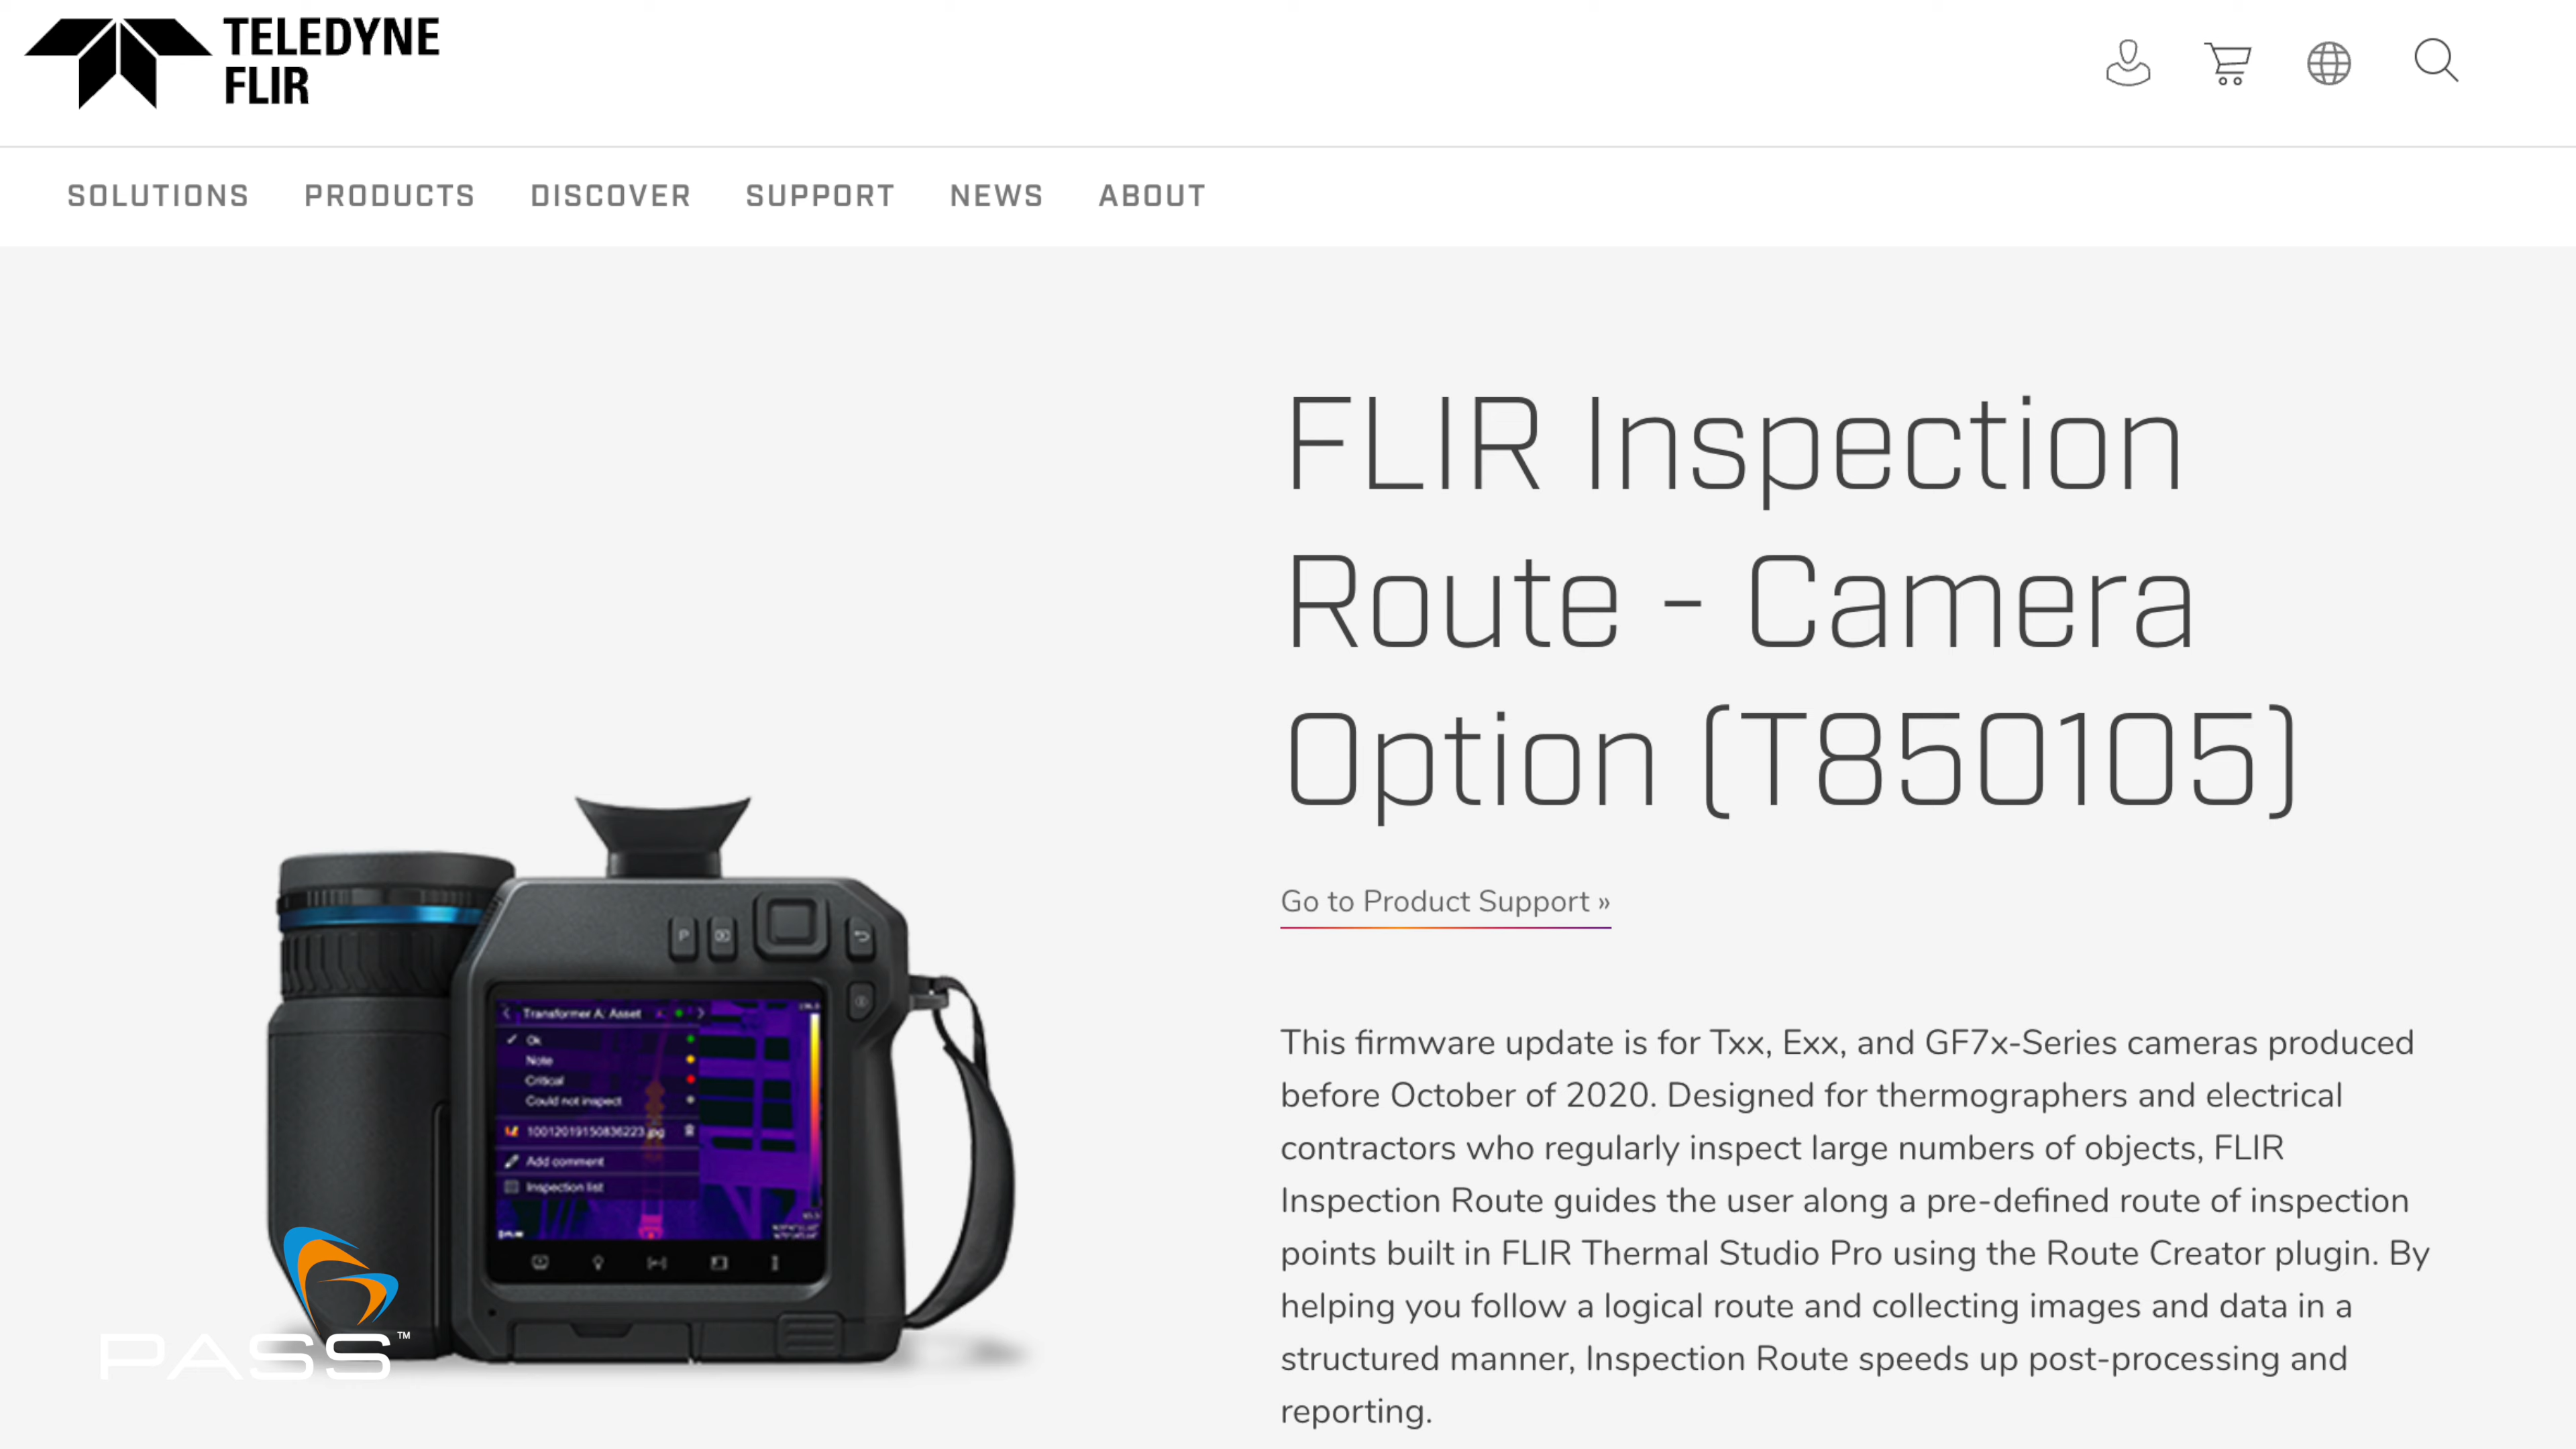 TELEDYNE
FLIR
SOLUTIONS PRODUCTS DISCOVER SUPPORT NEWS ABOUT
FLIR Inspection
Route - Camera
Option (T850105)
Go to Product Support »
This firmware update is for Txx, Exx, and GF7x-Series cameras produced
before October of 2020. Designed for thermographers and electrical
contractors who regularly inspect large numbers of objects, FLIR
Inspection Route guides the user along a pre-defined route of inspection
points built in FLIR Thermal Studio Pro using the Route Creator plugin. By
helping you follow a logical route and collecting images and data in a
structured manner, Inspection Route speeds up post-processing and
reporting.
P
Transformer A: Asset
Ok
Note
Critical
Could not inspect
10012019150836223.jpg
Add comment
Inspection list
PASS™